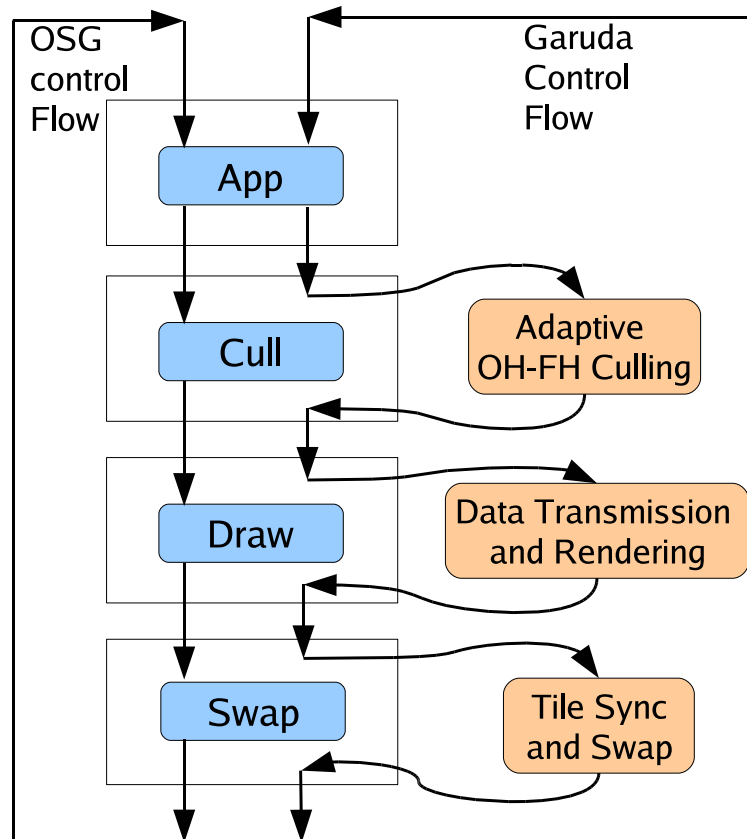 OSG
control
Flow
Garuda
Control
Flow
App
Cull
Adaptive
OH-FH Culling
Draw
Data Transmission
and Rendering
Swap
Tile Sync
and Swap